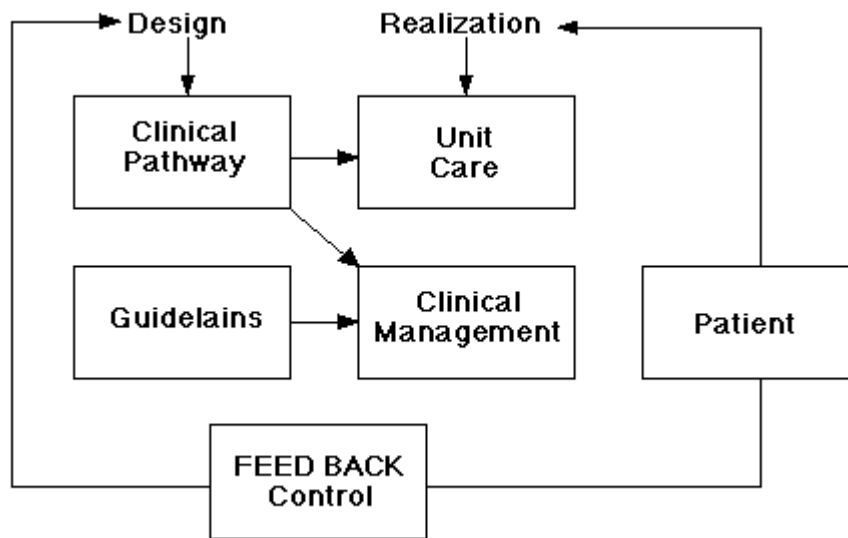 Design
Realization
Clinical
Pathway
Unit
Care
Guidelains
Clinical
Management
Patient
FEED BACK
Control